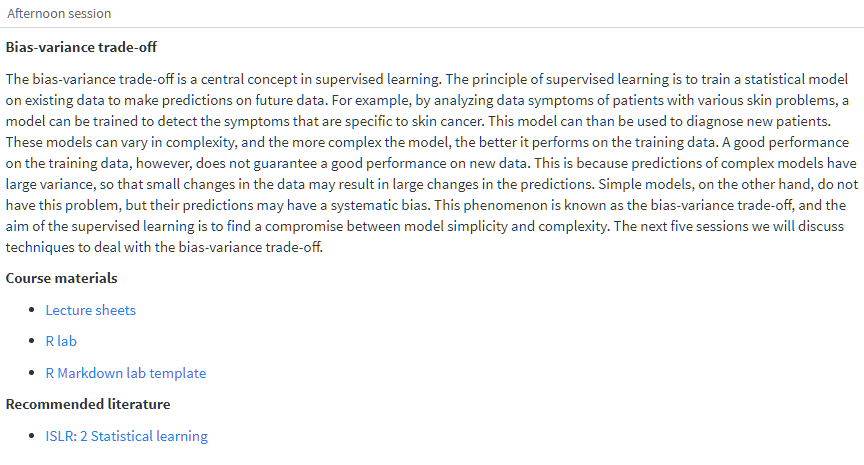 Afternoon session
Bias-variance trade-off
The bias-variance trade-off is a central concept in supervised learning. The principle of supervised learning is to train a statistical model
on existing data to make predictions on future data. For example, by analyzing data symptoms of patients with various skin problems, a
model can be trained to detect the symptoms that are specific to skin cancer. This model can than be used to diagnose new patients.
These models can vary in complexity, and the more complex the model, the better it performs on the training data. A good performance
on the training data, however, does not guarantee a good performance on new data. This is because predictions of complex models have
large variance, so that small changes in the data may result in large changes in the predictions. Simple models, on the other hand, do not
have this problem, but their predictions may have a systematic bias. This phenomenon is known as the bias-variance trade-off, and the
aim of the supervised learning is to find a compromise between model simplicity and complexity. The next five sessions we will discuss
techniques to deal with the bias-variance trade-off.
Course materials
• Lecture sheets
• R lab
• R Markdown lab template
Recommended literature
• ISLR: 2 Statistical learning